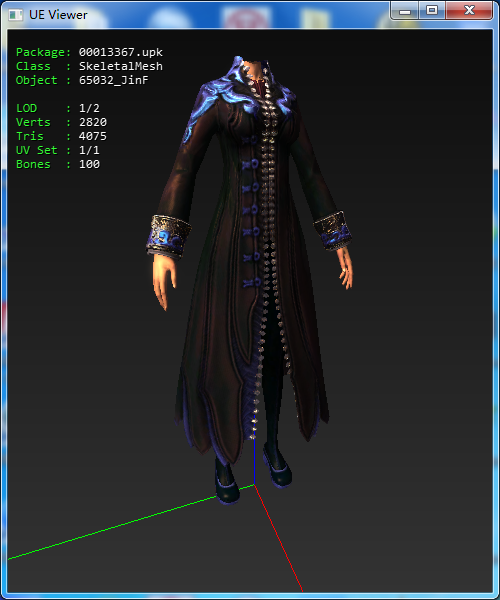 UE Viewer
Package: 00013367.upk
Class : SkeletalMesh
Object : 65032_JinF
LOD : 1/2
Verts : 2820
Tris : 4075
UV Set : 1/1
Bones : 100